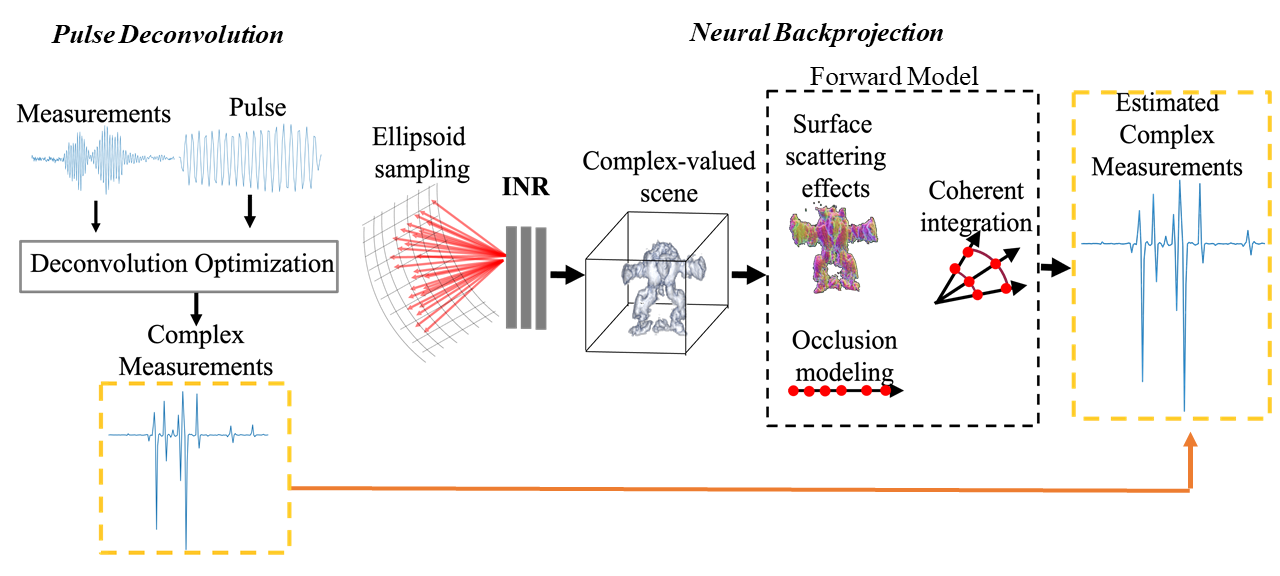 Pulse Deconvolution
Measurements
Pulse
Deconvolution Optimization
Complex
Measurements
Neural Backprojection
Ellipsoid
sampling
INR
Complex-valued
scene
Forward Model
Surface
scattering
effects
Coherent
integration
Occlusion
modeling
Estimated
Complex
Measurements